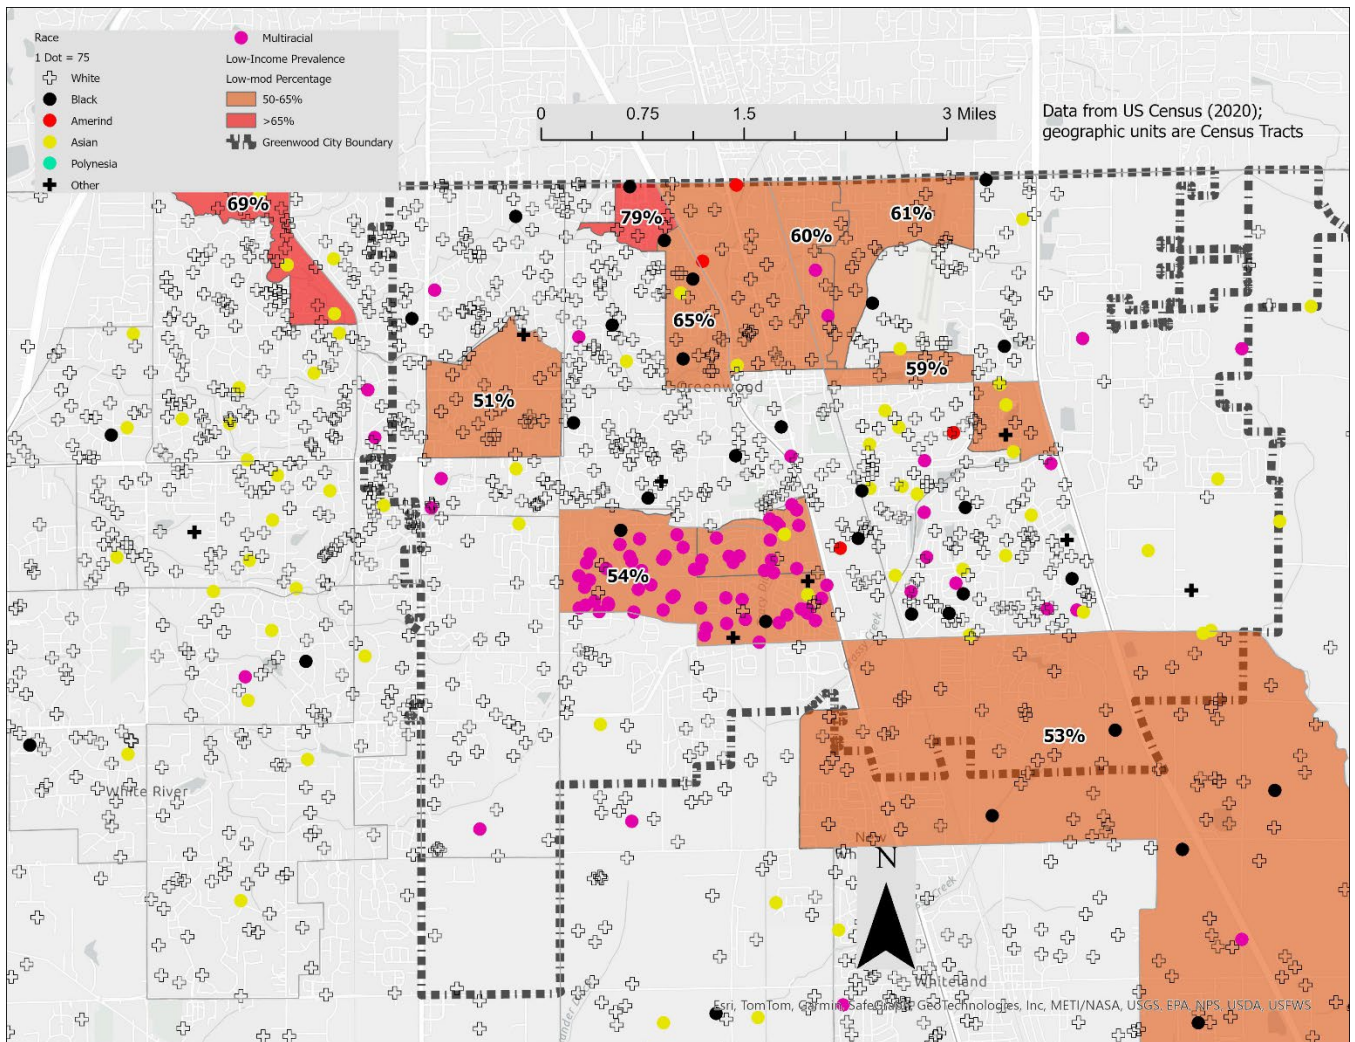 Race
1 Dot = 75
White
Black
Amerind
Asian
Polynesia
Other
Multiracial
Low-Income Prevalence
Low-mod Percentage
50-65%
>65%
Greenwood City Boundary
0 0.75 1.5 3 Miles
Data from US Census (2020);
geographic units are Census Tracts
69%
79%
61%
60%
65%
59%
Greenwood
51%
54%
53%
White River
New
N
Creek
Whiteland
Esri, TomTom, Garmin, SafeGraph, GeoTechnologies, Inc, METI/NASA, USGS, EPA, NPS, USDA, USFWS